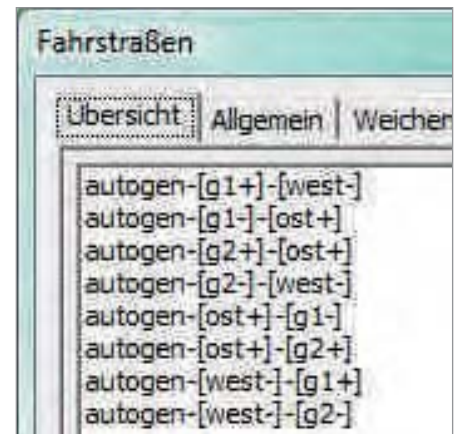 Fahrstraßen
Übersicht Allgemein Weichen
autogen-[g1+]-[west-]
autogen-[g1-]-[ost+]
autogen-[g2+]-[ost+]
autogen-[g2-]-[west-]
autogen-[ost+]-[g1-]
autogen-[ost+]-[g2+]
autogen-[west-]-[g1+]
autogen-[west-]-[g2-]